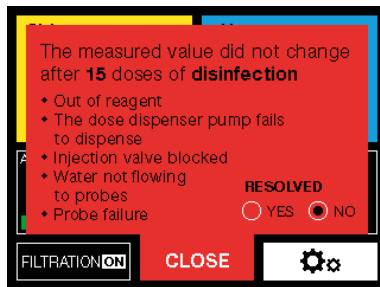 The measured value did not change
after 15 doses of disinfection
• Out of reagent
• The dose dispenser pump fails
to dispense
• Injection valve blocked
• Water not flowing
to probes
• Probe failure
RESOLVED
YES NO
FILTRATION ON
CLOSE